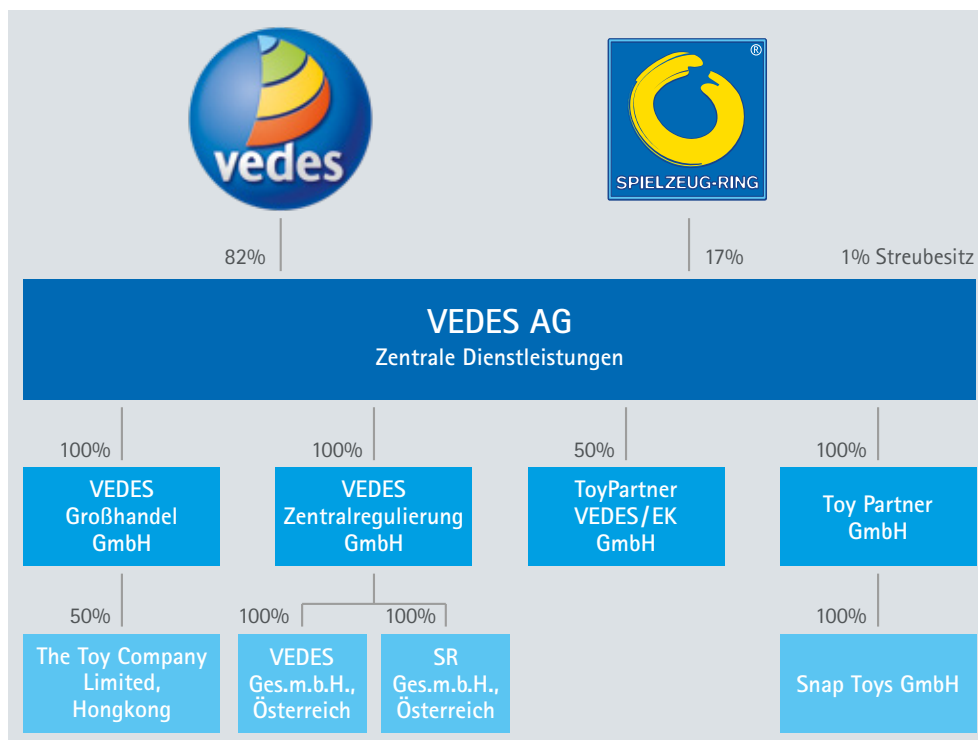 vedes
®
SPIELZEUG-RING
82%
17%
1% Streubesitz
VEDES AG
Zentrale Dienstleistungen
100%
100%
50%
100%
VEDES
Großhandel
GmbH
VEDES
Zentralregulierung
GmbH
ToyPartner
VEDES/EK
GmbH
Toy Partner
GmbH
50%
100%
100%
100%
The Toy Company
Limited,
Hongkong
VEDES
Ges.m.b.H.,
Österreich
SR
Ges.m.b.H.,
Österreich
Snap Toys GmbH